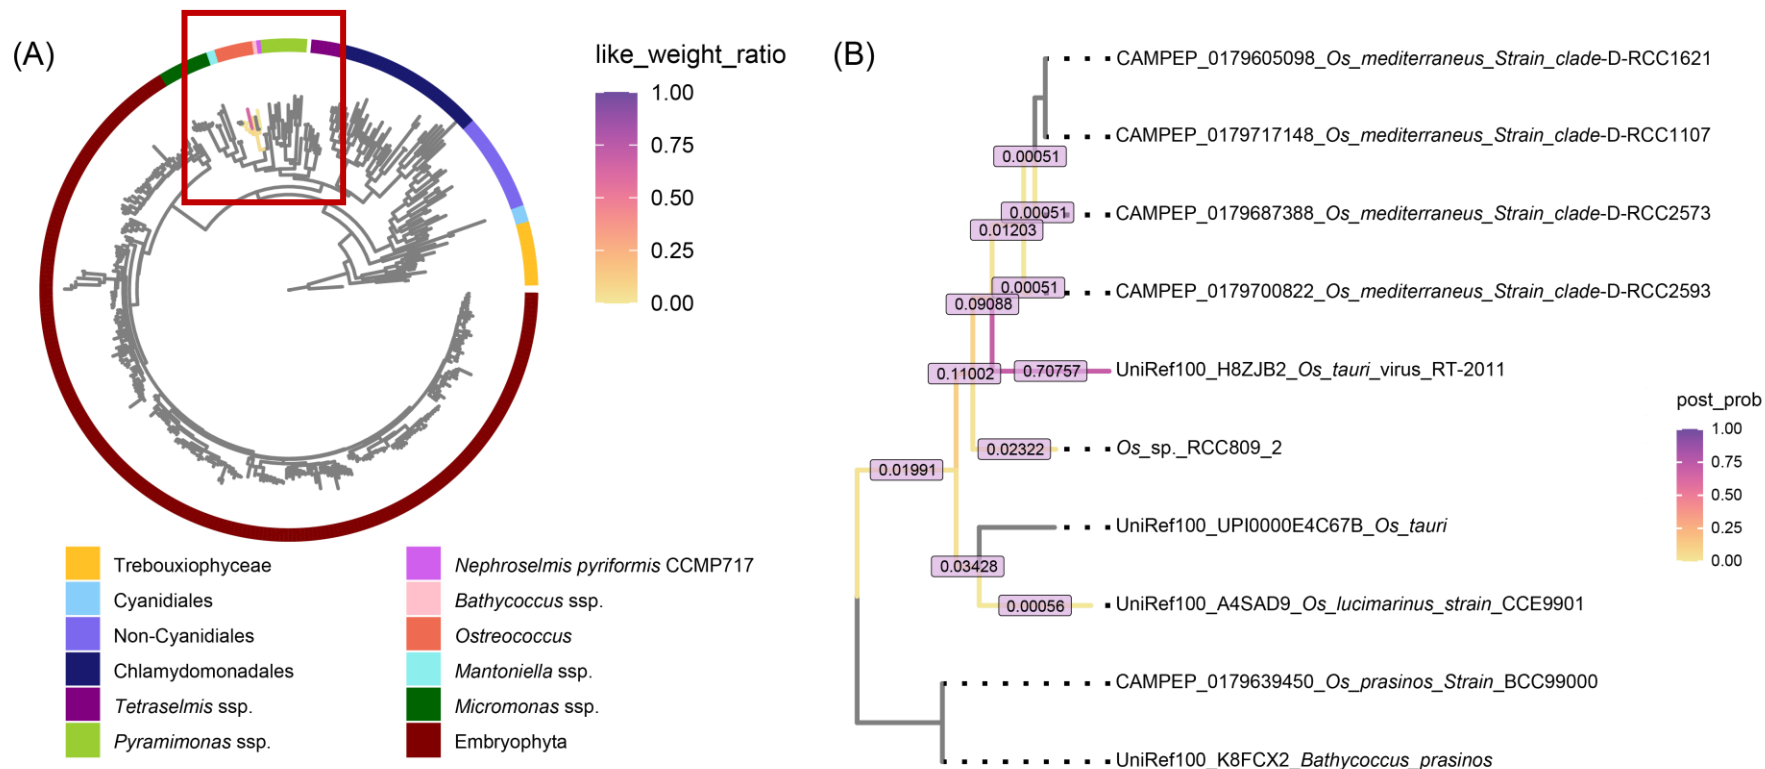 (A)
like_weight_ratio
1.00
0.75
0.50
0.25
0.00
Trebouxiophyceae
Cyanidiales
Non-Cyanidiales
Chlamydomonadales
Tetraselmis ssp.
Pyramimonas ssp.
Nephroselmis pyriformis CCMP717
Bathycoccus ssp.
Ostreococcus
Mantoniella ssp.
Micromonas ssp.
Embryophyta
(B)
CAMPEP_0179605098_Os_mediterraneus_Strain_clade-D-RCC1621
CAMPEP_0179717148_Os_mediterraneus_Strain_clade-D-RCC1107
0.00051
0.00051
CAMPEP_0179687388_Os_mediterraneus_Strain_clade-D-RCC2573
0.01203
0.00051
CAMPEP_0179700822_Os_mediterraneus_Strain_clade-D-RCC2593
0.09088
0.11002
0.70757
UniRef100_H8ZJB2_Os_tauri_virus_RT-2011
0.02322
Os_sp._RCC809_2
0.01991
UniRef100_UPI0000E4C67B_Os_tauri
0.03428
0.00056
UniRef100_A4SAD9_Os_lucimarinus_strain_CCE9901
CAMPEP_0179639450_Os_prasinos_Strain_BCC99000
UniRef100_K8FCX2_Bathycoccus_prasinos
post_prob
1.00
0.75
0.50
0.25
0.00